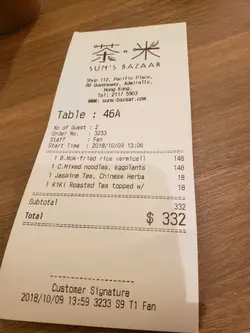 茶·米
SUN'S BAZAAR
Shop 112, Pacific Place,
88 Queensway, Admiralty,
Hong Kong.
Tel: 2117 5903
WWW. suns-bazaar.com
Table : 46A
No.of Guest : 2
Order No. : 3233
Staff : Fan
Start Time : 2018/10/09 13:06
1 B.Wok-fried rice vermicell 148
1 C.Mixed noodles, eggplants 148
1 Jasmine Tea, Chinese Herba 18
1 KiKi Roasted Tea topped w/ 18
Subtotal 332
Total $ 332
Customer Signature
2018/10/09 13:59 3233 S9 T1 Fan